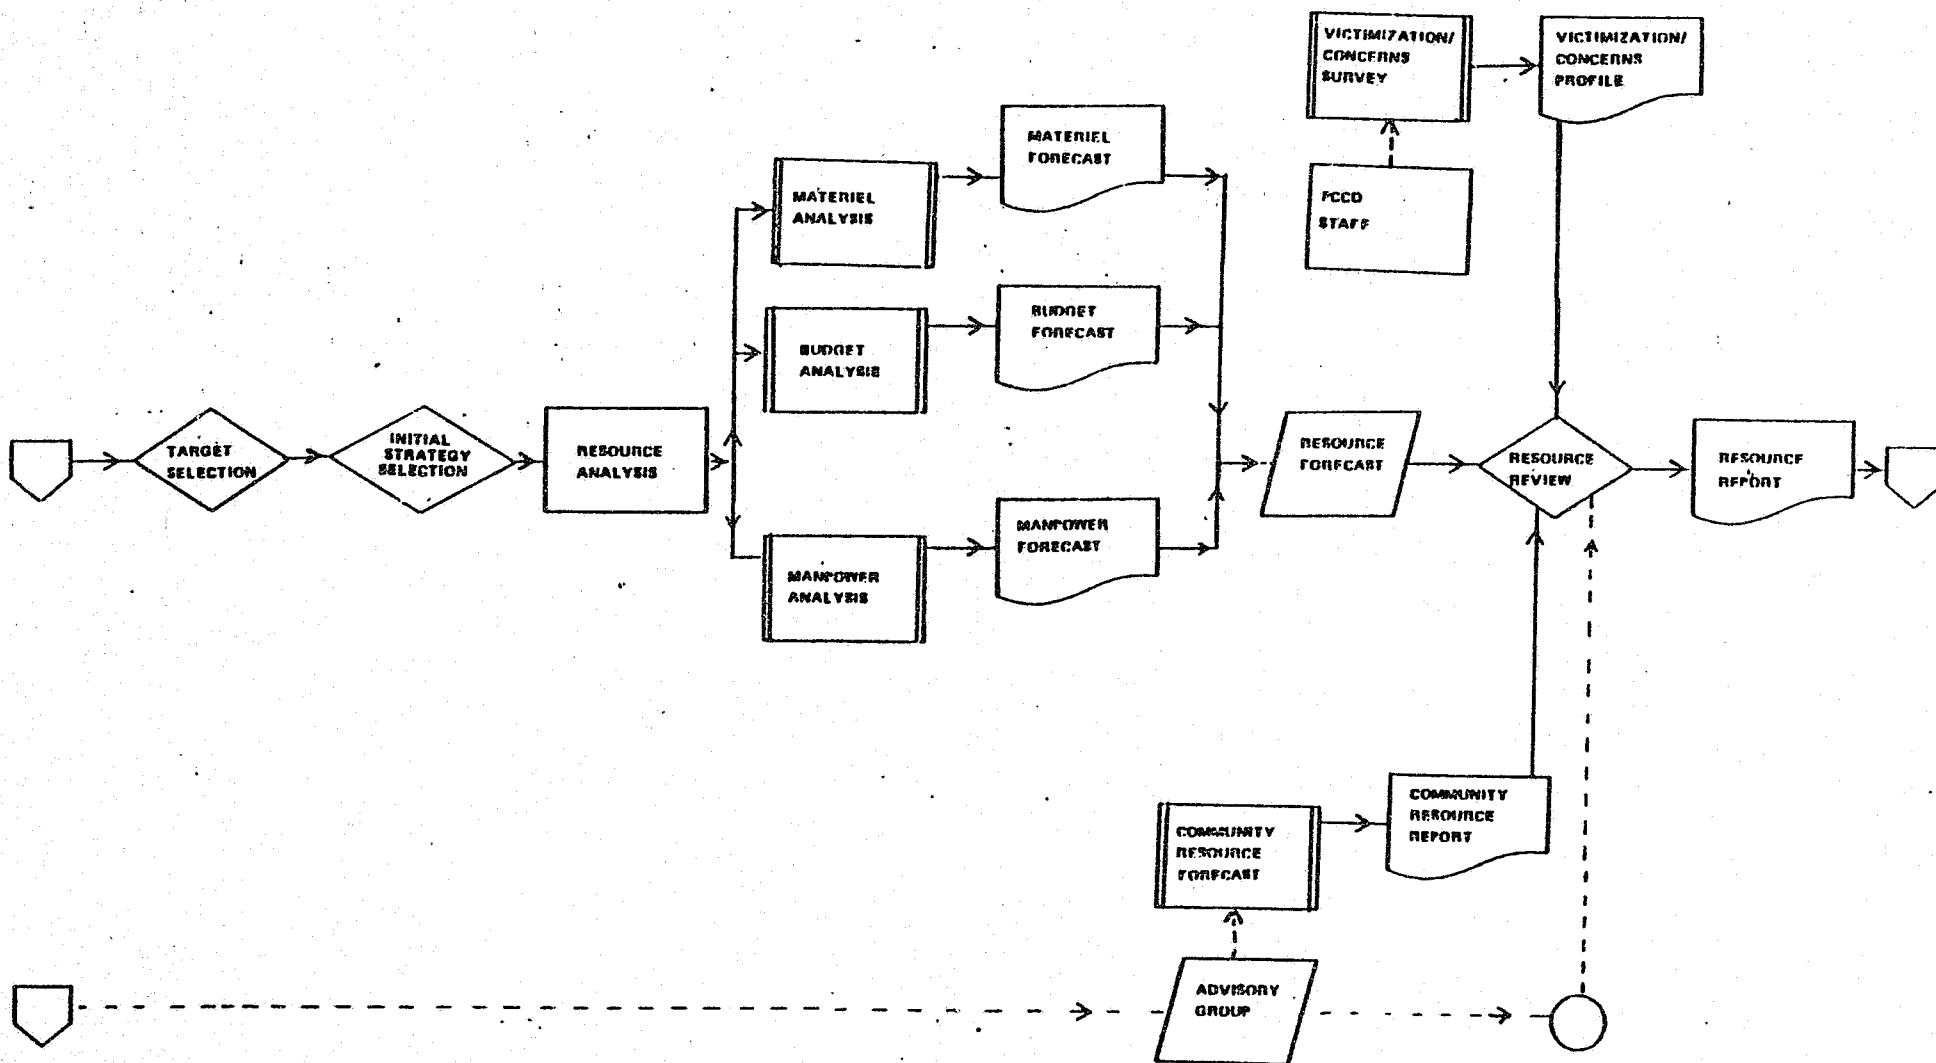 VICTIMIZATION/
CONCERNS
SURVEY
VICTIMIZATION/
CONCERNS
PROFILE
MATERIEL
FORECAST
MATERIEL
ANALYSIS
FCCD
STAFF
BUDGET
FORECAST
BUDGET
ANALYSIS
TARGET
SELECTION
INITIAL
STRATEGY
SELECTION
RESOURCE
ANALYSIS
RESOURCE
FORECAST
RESOURCE
REVIEW
RESOURCE
REPORT
MANPOWER
FORECAST
MANPOWER
ANALYSIS
COMMUNITY
RESOURCE
FORECAST
COMMUNITY
RESOURCE
REPORT
ADVISORY
GROUP